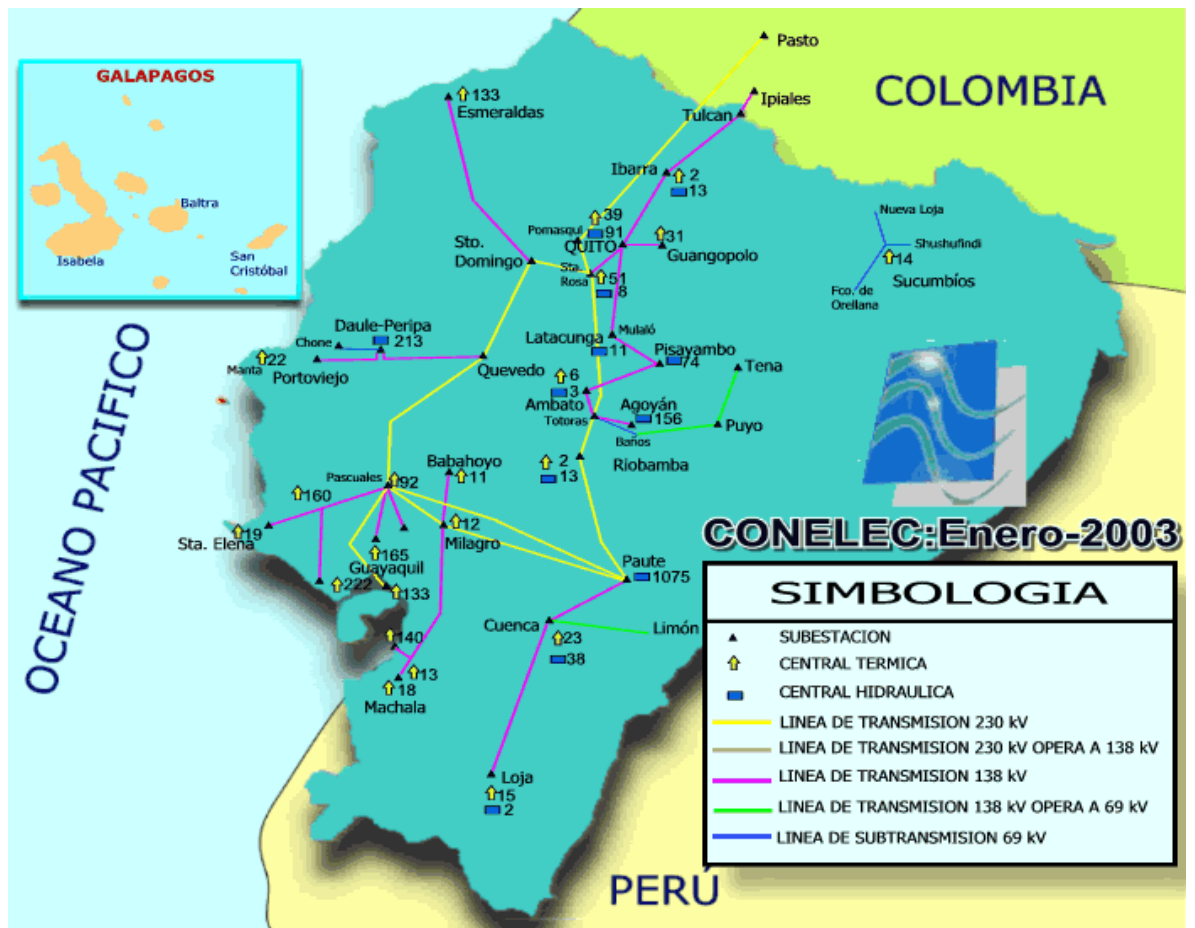 GALAPAGOS
Baltra
Isabela
San
Cristóbal
COLOMBIA
OCEANO PACIFICO
PERÚ
Pasto
Ipiales
Tulcan
133
Esmeraldas
Ibarra
2
13
39
91
Pomasqui
QUITO
31
Guangopolo
Sto.
Domingo
Sta.
Rosa
51
8
Nueva Loja
Shushufindi
14
Sucumbíos
Fco. de
Orellana
Daule-Peripa
213
Chone
Manta
22
Portoviejo
Quevedo
Latacunga
11
Mulaló
Pisayambo
74
Tena
6
3
Ambato
Totoras
Agoyán
156
Baños
Puyo
Riobamba
2
13
Babahoyo
11
Pascuales
92
160
19
Sta. Elena
12
Milagro
165
Guayaquil
222
133
140
13
18
Machala
Paute
1075
Cuenca
23
38
Limón
Loja
15
2
CONELEC:Enero-2003
SIMBOLOGIA
SUBESTACION
CENTRAL TERMICA
CENTRAL HIDRAULICA
LINEA DE TRANSMISION 230 kV
LINEA DE TRANSMISION 230 kV OPERA A 138 kV
LINEA DE TRANSMISION 138 kV
LINEA DE TRANSMISION 138 kV OPERA A 69 kV
LINEA DE SUBTRANSMISION 69 kV